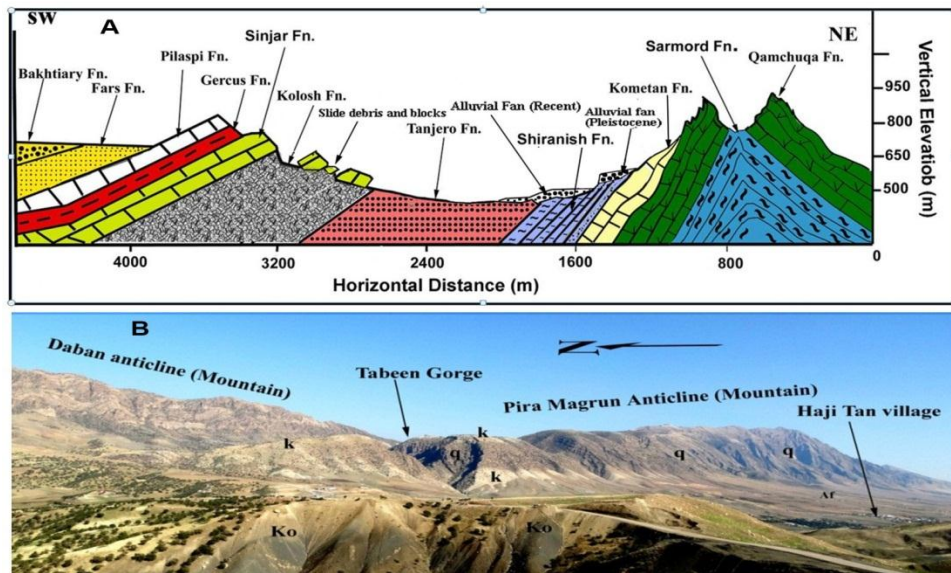 A
SW
NE
Sinjar Fn.
Sarmord Fn.
Qamchuqa Fn.
Pilaspi Fn.
Bakhtiary Fn.
Gercus Fn.
Fars Fn.
Kolosh Fn.
Kometan Fn.
Slide debris and blocks
Alluvial Fan (Recent)
Alluvial fan
(Pleistocene)
Tanjero Fn.
Shiranish Fn.
950
800
650
500
Vertical Elevatiob (m)
4000
3200
2400
1600
800
0
Horizontal Distance (m)
B
Daban anticline (Mountain)
N
Tabeen Gorge
Pira Magrun Anticline (Mountain)
Haji Tan village
k
k
q
k
q
q
Af
Ko
Ko